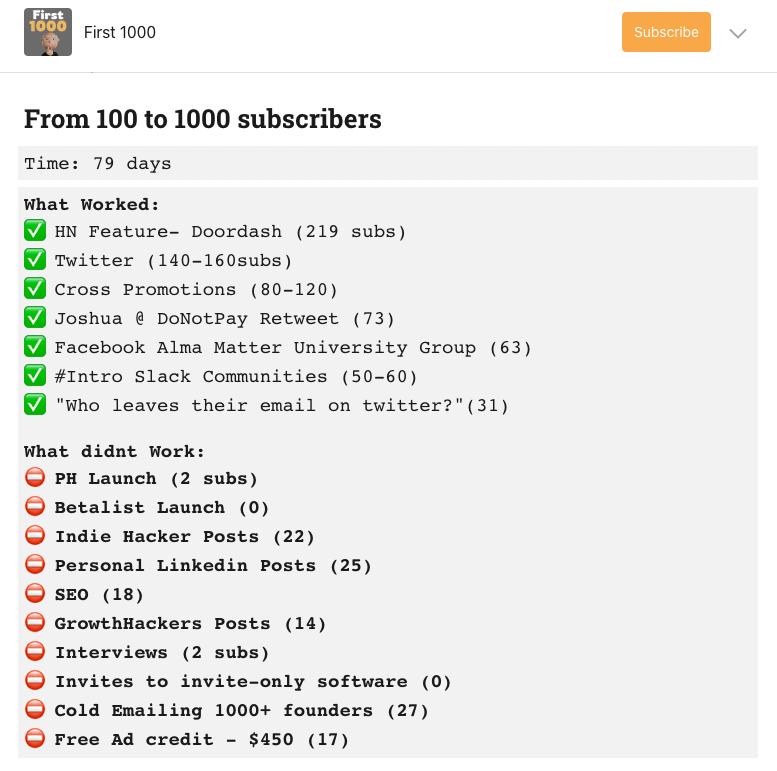 First
1000
First 1000
Subscribe
From 100 to 1000 subscribers
Time: 79 days
What Worked:
✅ HN Feature- Doordash (219 subs)
✅ Twitter (140-160subs)
✅ Cross Promotions (80-120)
✅ Joshua @ DoNotPay Retweet (73)
✅ Facebook Alma Matter University Group (63)
✅ #Intro Slack Communities (50-60)
✅ "Who leaves their email on twitter?"(31)
What didnt Work:
⛔ PH Launch (2 subs)
⛔ Betalist Launch (0)
⛔ Indie Hacker Posts (22)
⛔ Personal Linkedin Posts (25)
⛔ SEO (18)
⛔ GrowthHackers Posts (14)
⛔ Interviews (2 subs)
⛔ Invites to invite-only software (0)
⛔ Cold Emailing 1000+ founders (27)
⛔ Free Ad credit - $450 (17)